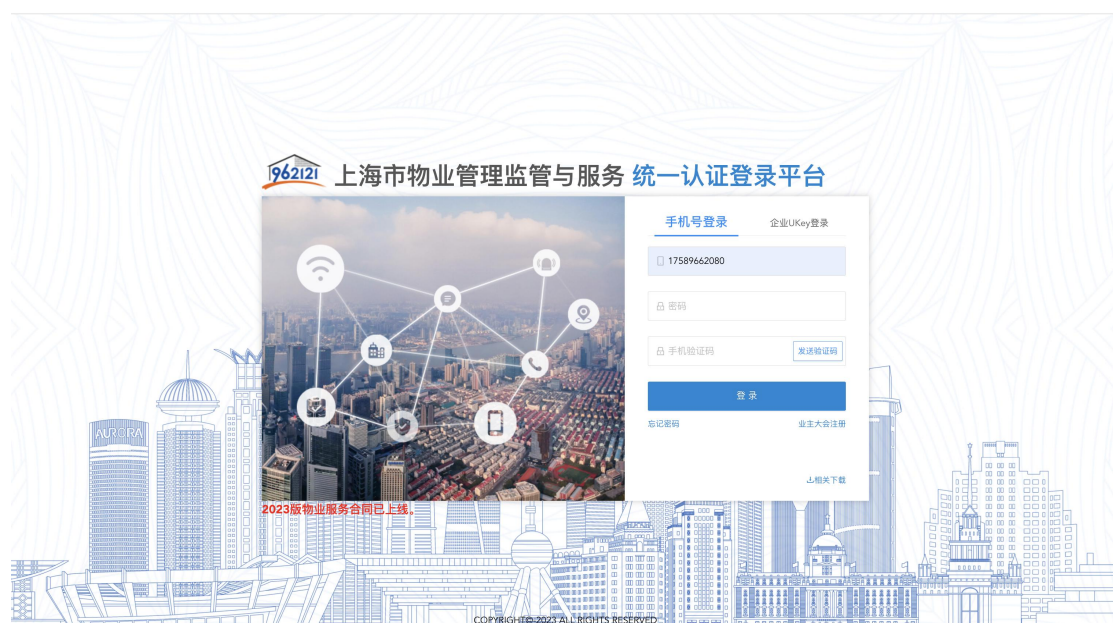 962121
上海市物业管理监管与服务 统一认证登录平台
手机号登录
企业UKey登录
17589662080
密码
手机验证码
发送验证码
登 录
忘记密码
业主大会注册
相关下载
2023版物业服务合同已上线。
AURORA
COPYRIGHT© 2023 ALL RIGHTS RESERVED